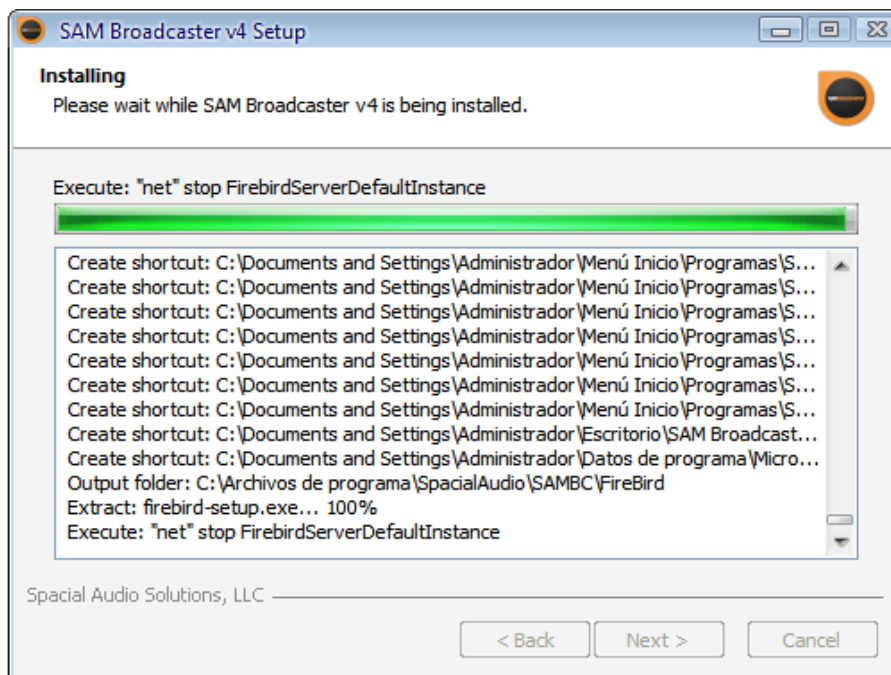 SAM Broadcaster v4 Setup
Installing
Please wait while SAM Broadcaster v4 is being installed.
Execute: "net" stop FirebirdServerDefaultInstance
Create shortcut: C:\Documents and Settings\Administrador\Menú Inicio\Programas\S...
Create shortcut: C:\Documents and Settings\Administrador\Menú Inicio\Programas\S...
Create shortcut: C:\Documents and Settings\Administrador\Menú Inicio\Programas\S...
Create shortcut: C:\Documents and Settings\Administrador\Menú Inicio\Programas\S...
Create shortcut: C:\Documents and Settings\Administrador\Menú Inicio\Programas\S...
Create shortcut: C:\Documents and Settings\Administrador\Menú Inicio\Programas\S...
Create shortcut: C:\Documents and Settings\Administrador\Menú Inicio\Programas\S...
Create shortcut: C:\Documents and Settings\Administrador\Escritorio\SAM Broadcast...
Create shortcut: C:\Documents and Settings\Administrador\Datos de programa\Micro...
Output folder: C:\Archivos de programa\SpacialAudio\SAMBC\FireBird
Extract: firebird-setup.exe... 100%
Execute: "net" stop FirebirdServerDefaultInstance
Spacial Audio Solutions, LLC
< Back
Next >
Cancel